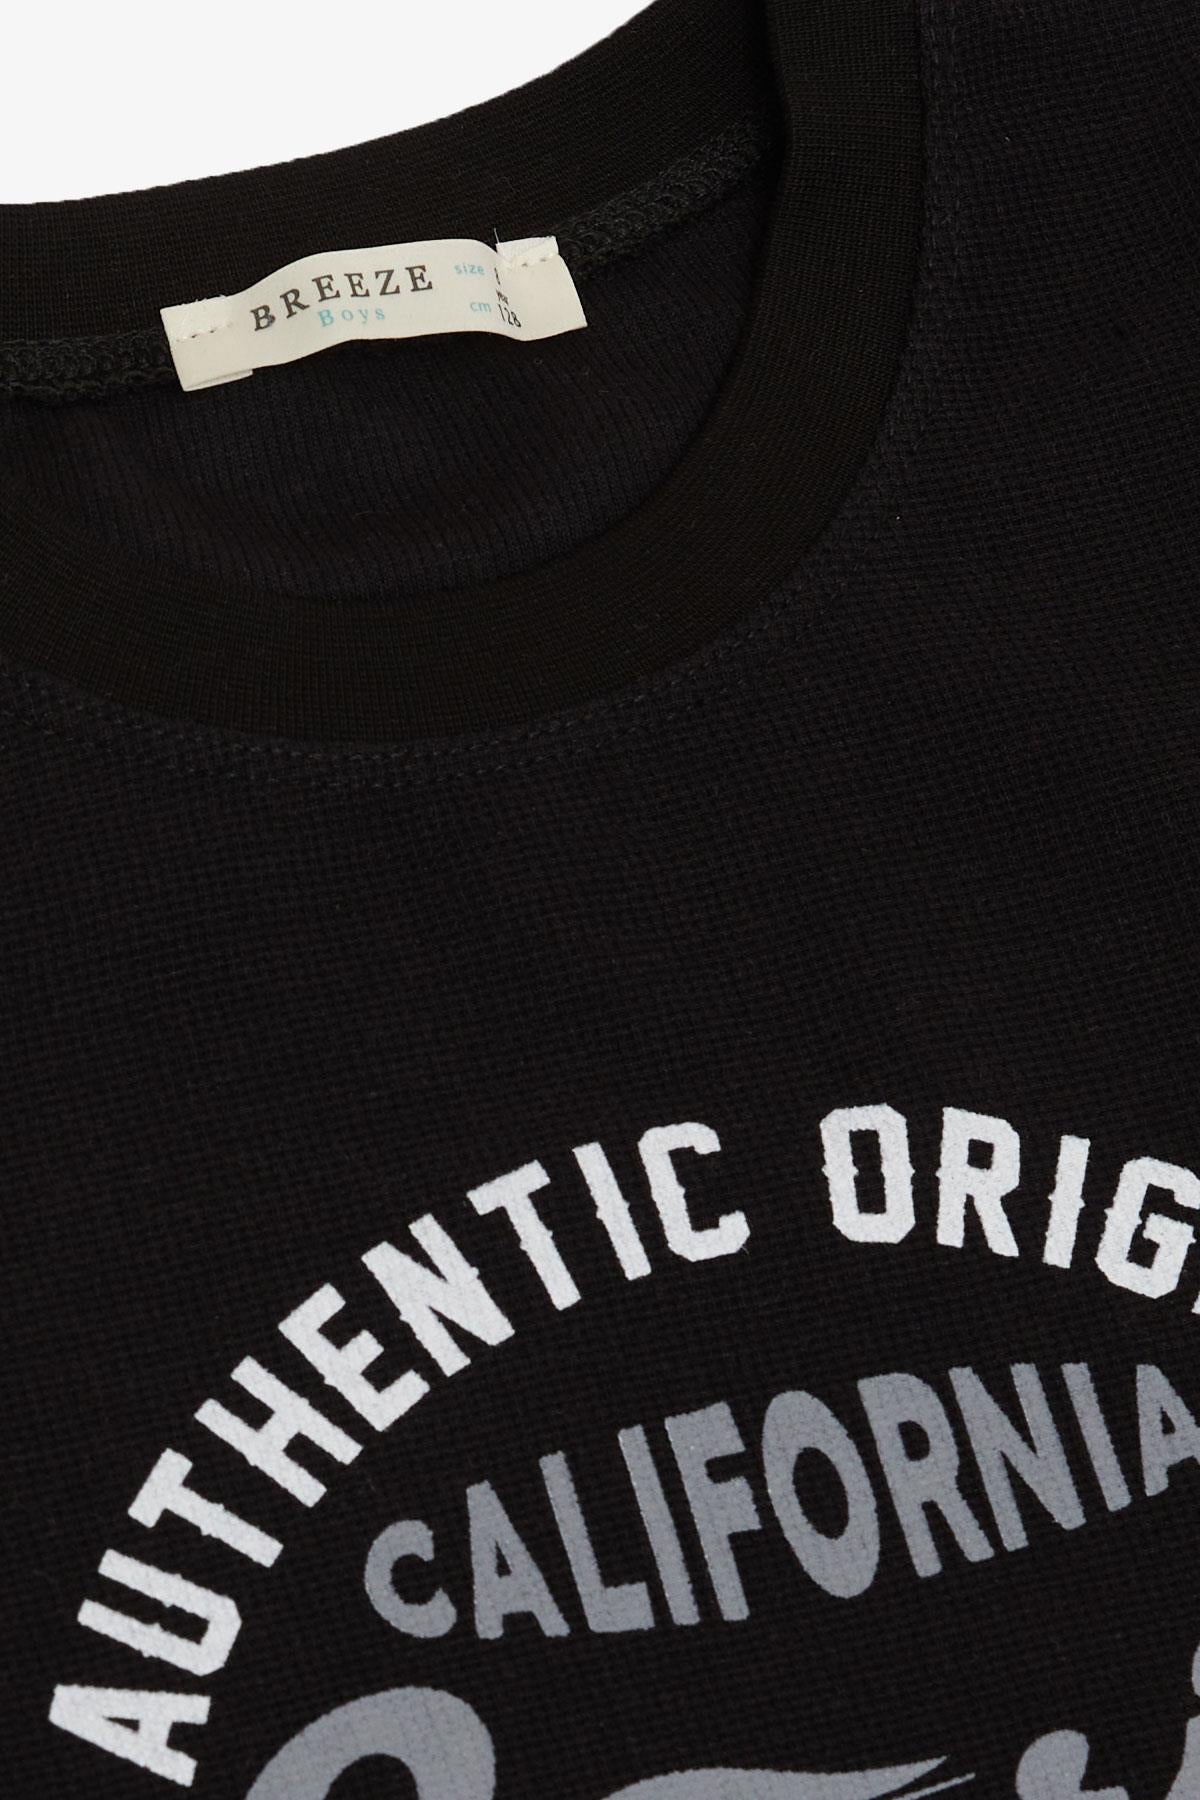 BREEZE
Boys
size
cm 128
AUTHENTIC ORIG
CALIFORNIA